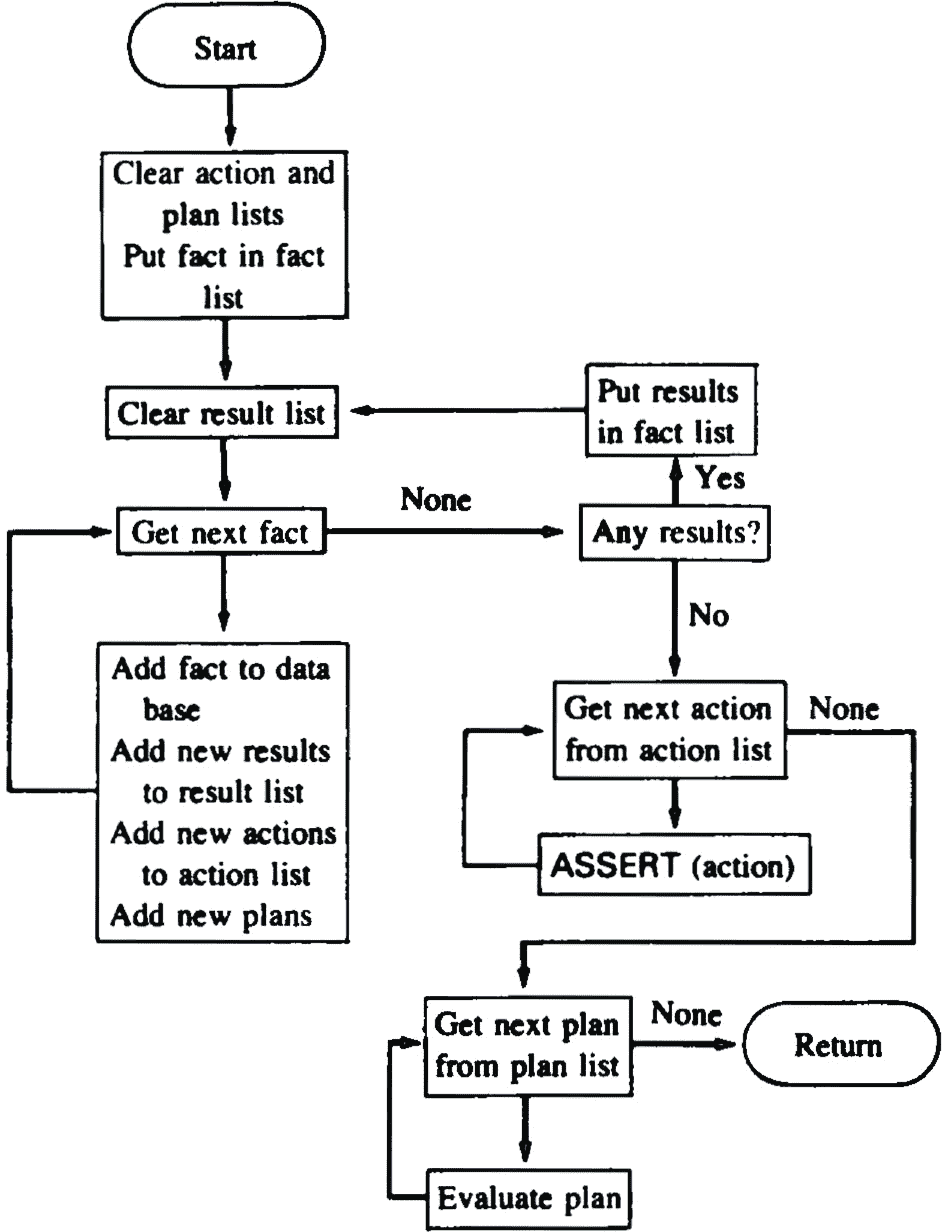 Start
Clear action and
plan lists
Put fact in fact
list
Clear result list
Put results
in fact list
Yes
None
Get next fact
Any results?
No
Add fact to data
base
Add new results
to result list
Add new actions
to action list
Add new plans
Get next action
from action list
None
ASSERT (action)
Get next plan
from plan list
None
Return
Evaluate plan